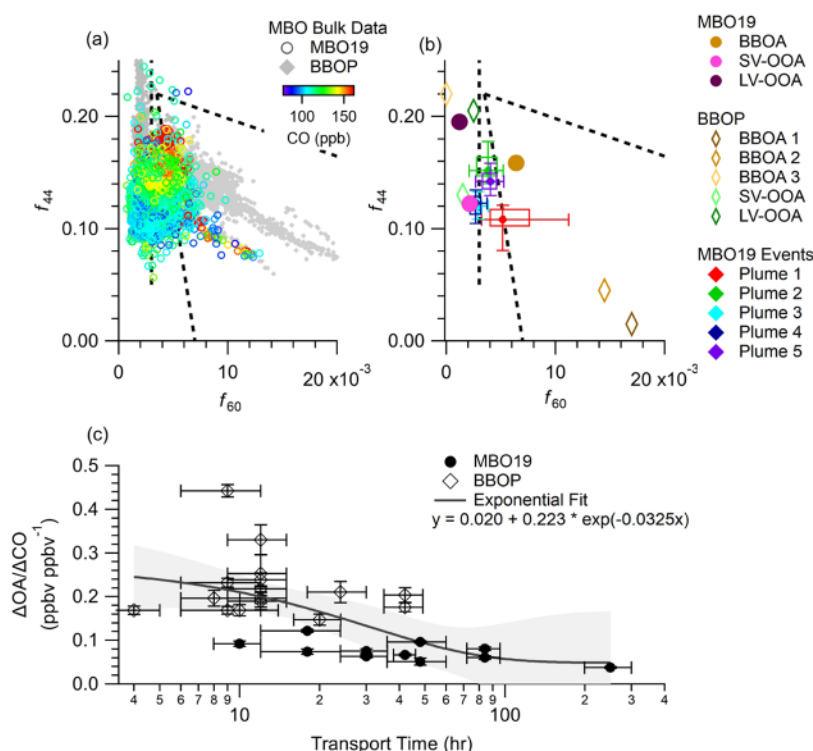 (a)
MBO Bulk Data
MBO19
BBOP
100 150
CO (ppb)
0.20
f44
0.10
0.00
0 10 20 x10-3
f60
(b)
0.20
f44
0.10
0.00
0 10 20 x10-3
f60
MBO19
BBOA
SV-OOA
LV-OOA
BBOP
BBOA 1
BBOA 2
BBOA 3
SV-OOA
LV-OOA
MBO19 Events
Plume 1
Plume 2
Plume 3
Plume 4
Plume 5
(c)
MBO19
BBOP
Exponential Fit
y = 0.020 + 0.223 * exp(-0.0325x)
0.5
0.4
0.3
0.2
0.1
0.0
ΔOA/ΔCO
(ppbv ppbv-1)
4 5 6 7 8 9 10 2 3 4 5 6 7 8 9 100 2 3 4
Transport Time (hr)